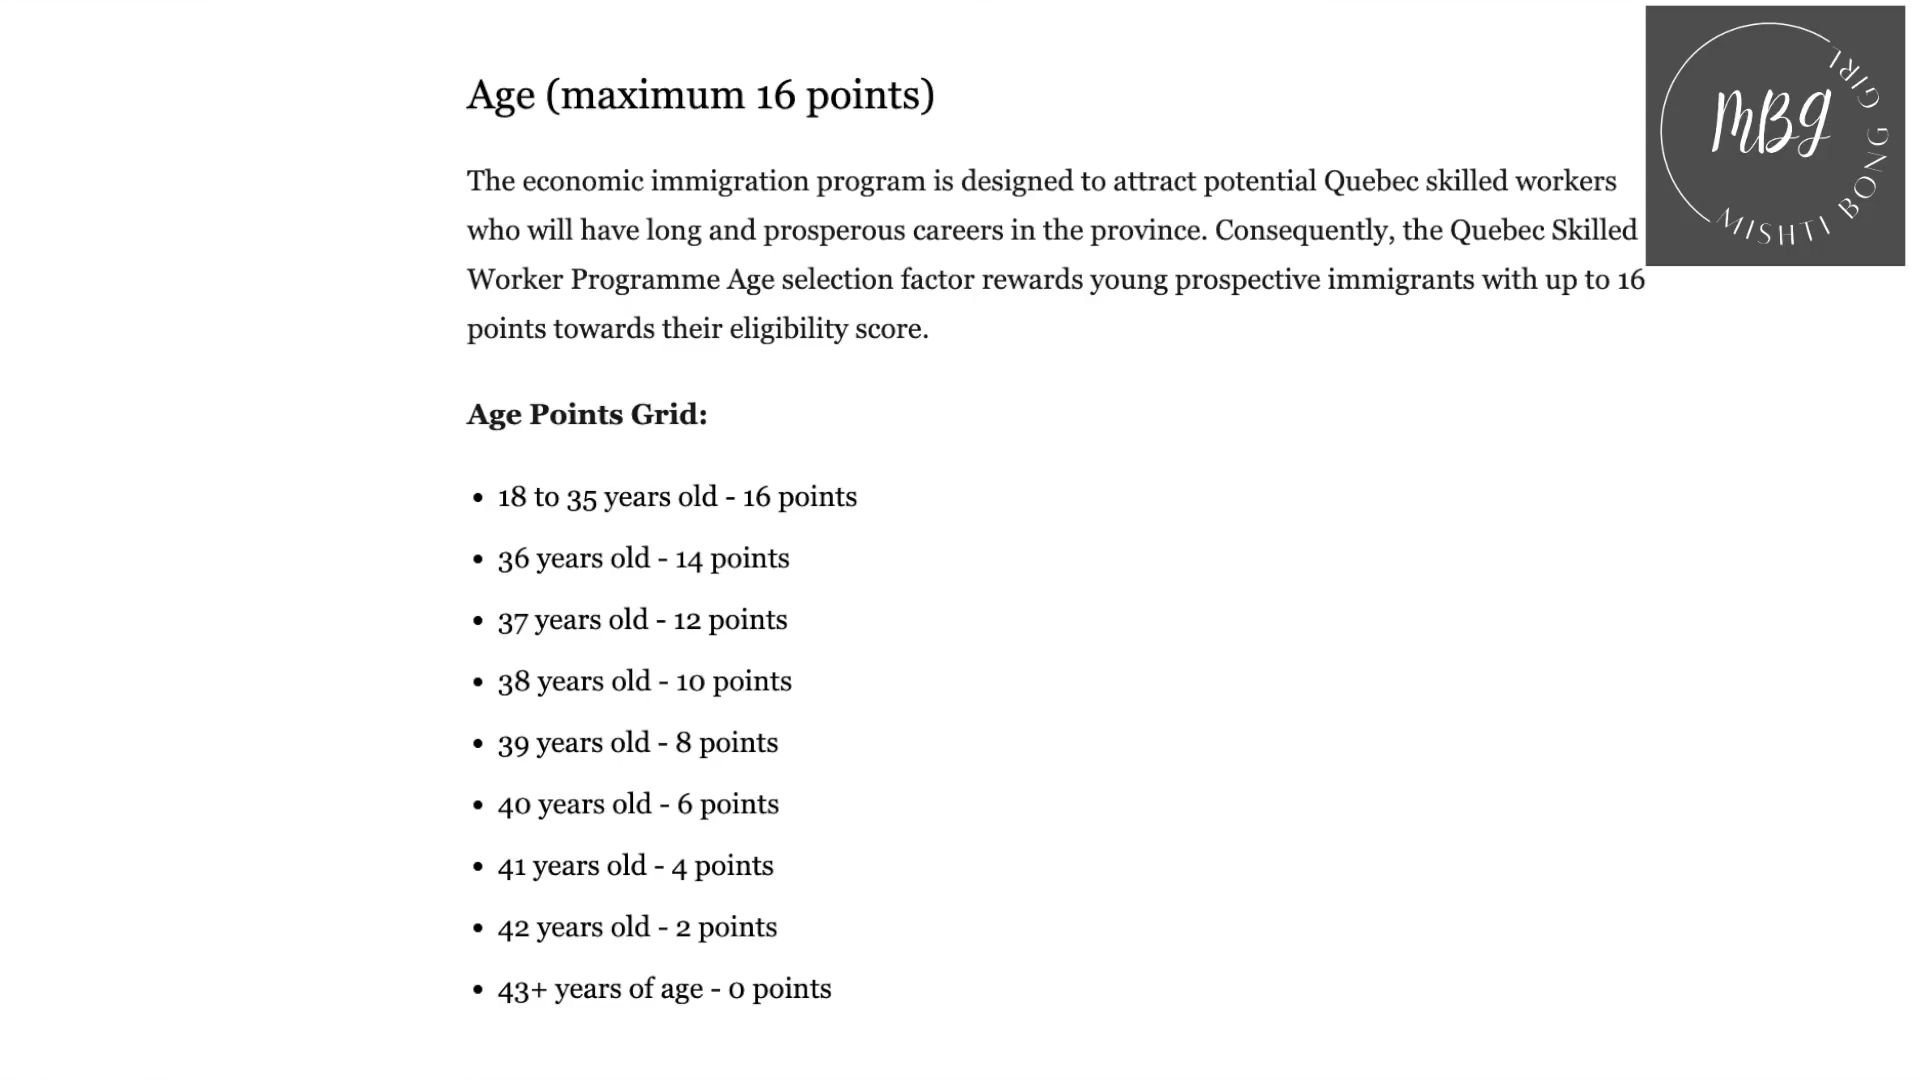 Age (maximum 16 points)
The economic immigration program is designed to attract potential Quebec skilled workers
who will have long and prosperous careers in the province. Consequently, the Quebec Skilled
Worker Programme Age selection factor rewards young prospective immigrants with up to 16
points towards their eligibility score.
Age Points Grid:
• 18 to 35 years old - 16 points
• 36 years old - 14 points
• 37 years old - 12 points
• 38 years old - 10 points
• 39 years old - 8 points
• 40 years old - 6 points
• 41 years old - 4 points
• 42 years old - 2 points
• 43+ years of age - 0 points
MBG
MISHTI BONG GIRL